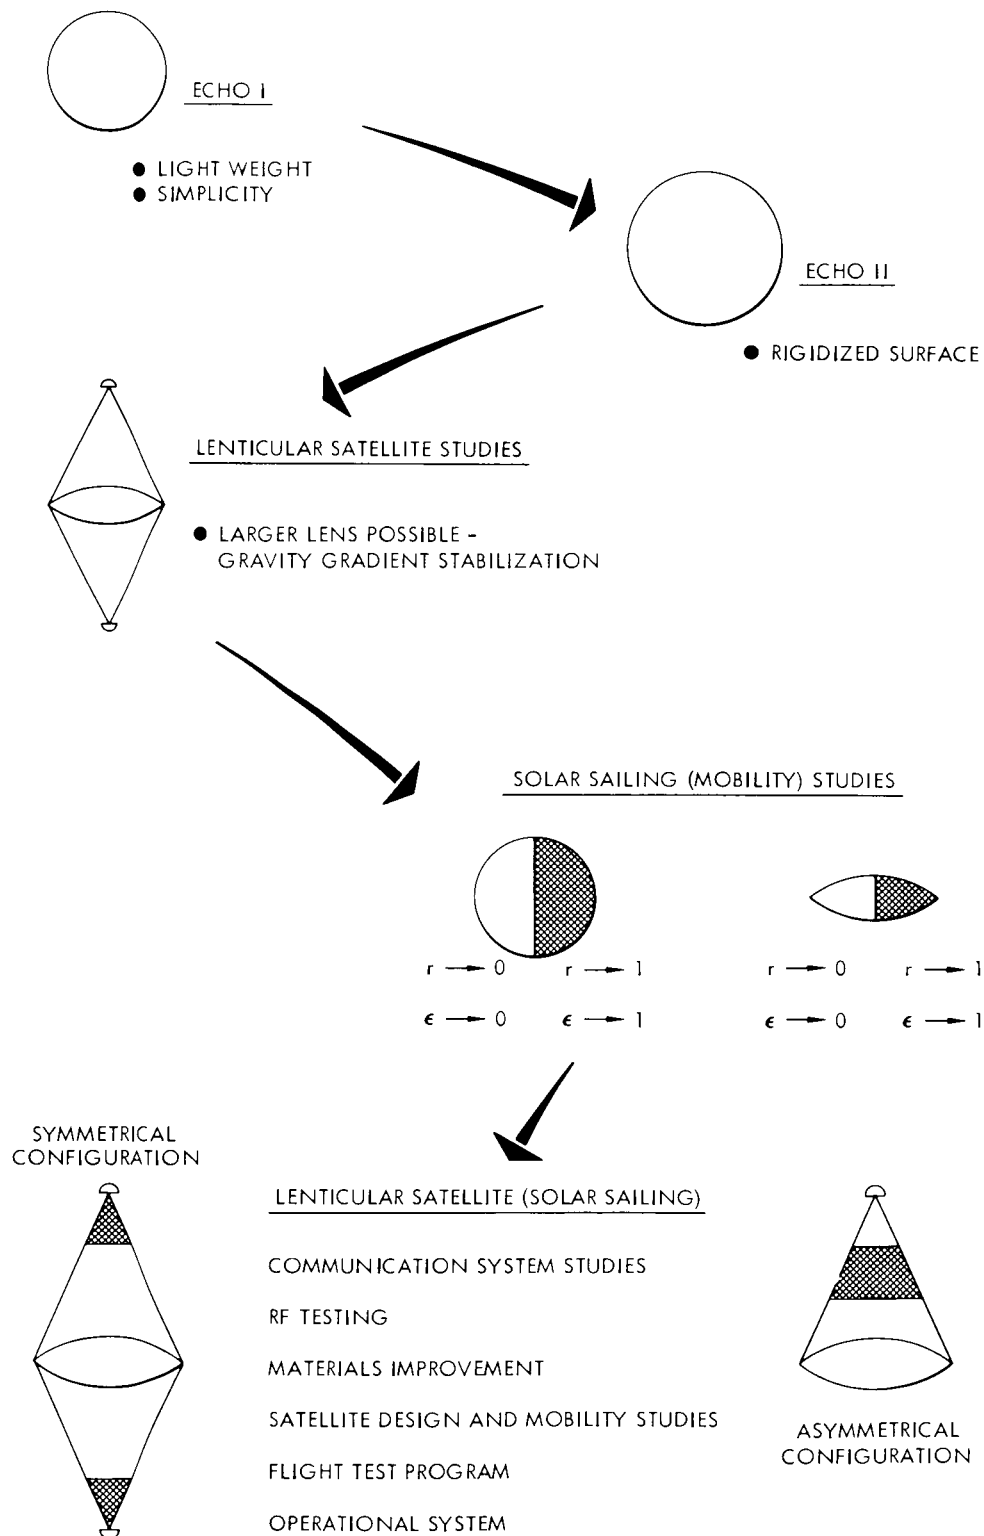 ECHO I
● LIGHT WEIGHT
● SIMPLICITY
ECHO II
● RIGIDIZED SURFACE
LENTICULAR SATELLITE STUDIES
● LARGER LENS POSSIBLE -
GRAVITY GRADIENT STABILIZATION
SOLAR SAILING (MOBILITY) STUDIES
r → 0 r → 1 r → 0 r → 1
ϵ → 0 ϵ → 1 ϵ → 0 ϵ → 1
SYMMETRICAL
CONFIGURATION
LENTICULAR SATELLITE (SOLAR SAILING)
COMMUNICATION SYSTEM STUDIES
RF TESTING
MATERIALS IMPROVEMENT
SATELLITE DESIGN AND MOBILITY STUDIES
FLIGHT TEST PROGRAM
OPERATIONAL SYSTEM
ASYMMETRICAL
CONFIGURATION